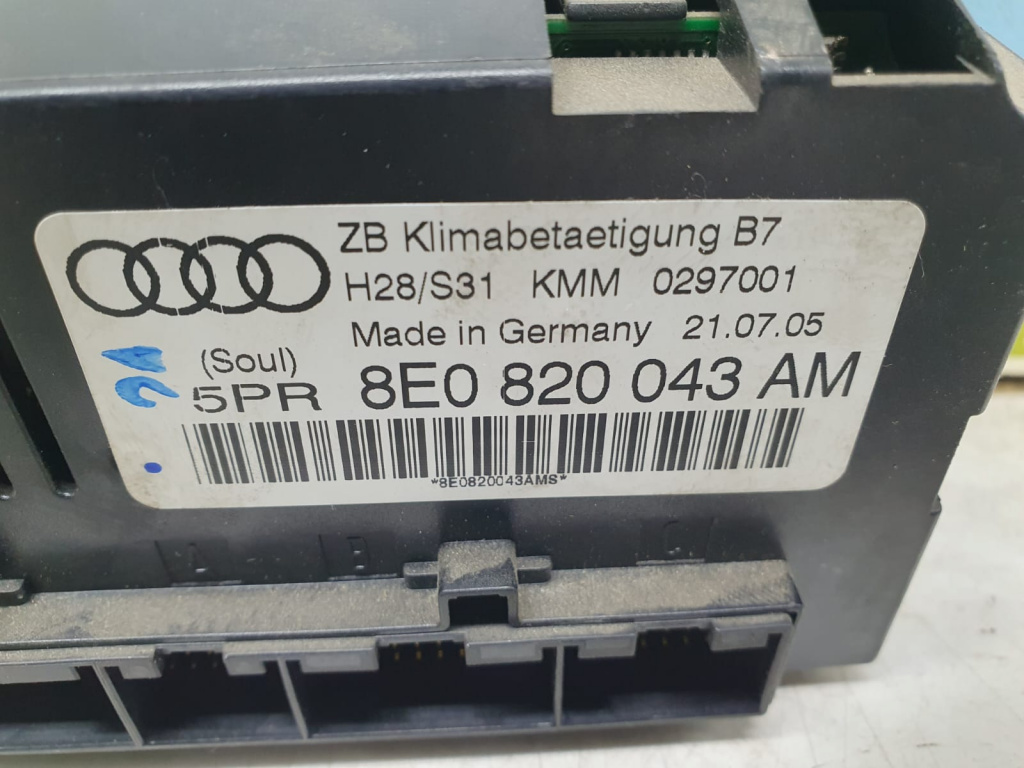 ZB Klimabetaetigung B7
H28/S31 KMM 0297001
Made in Germany 21.07.05
(Soul)
5PR 8E0 820 043 AM
*8E0820043AMS*
A B C